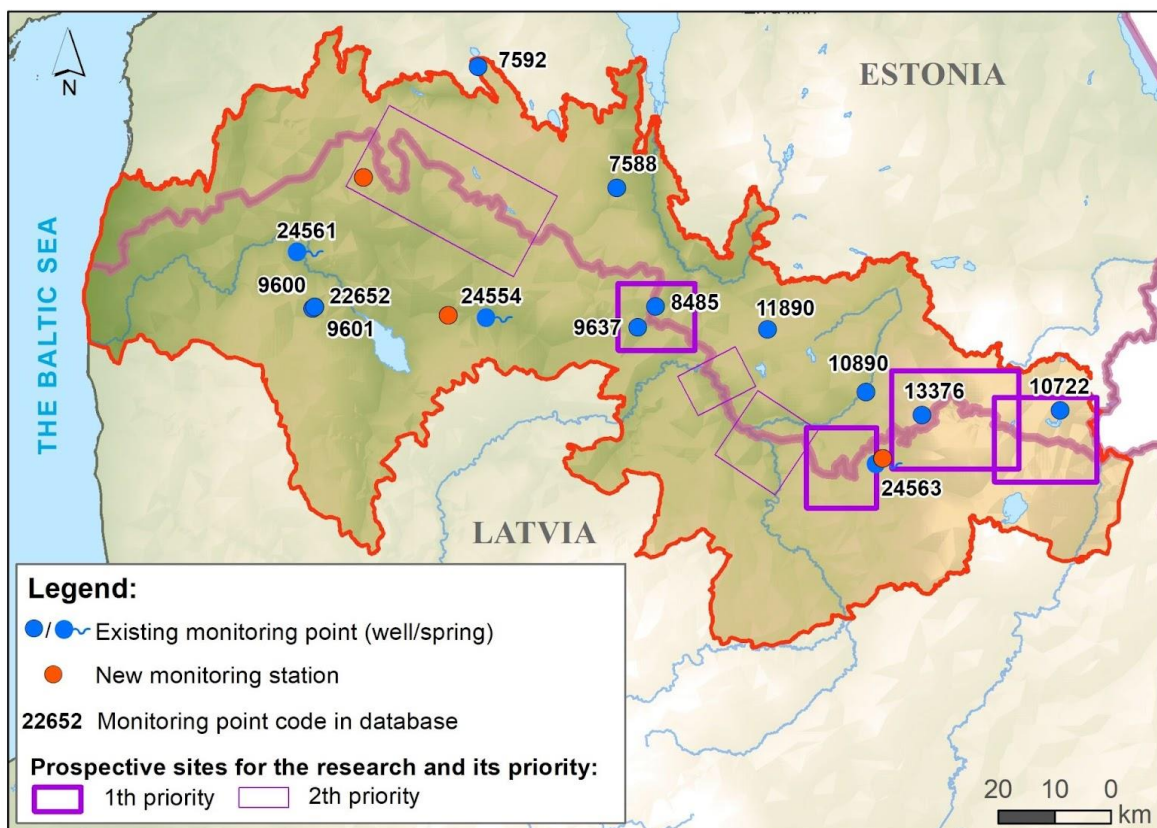 ESTONIA
N
7592
7588
24561
9600
22652
9601
24554
8485
9637
11890
10890
13376
10722
24563
THE BALTIC SEA
LATVIA
Legend:
/ Existing monitoring point (well/spring)
New monitoring station
22652 Monitoring point code in database
Prospective sites for the research and its priority:
1th priority 2th priority
20 10 0
km